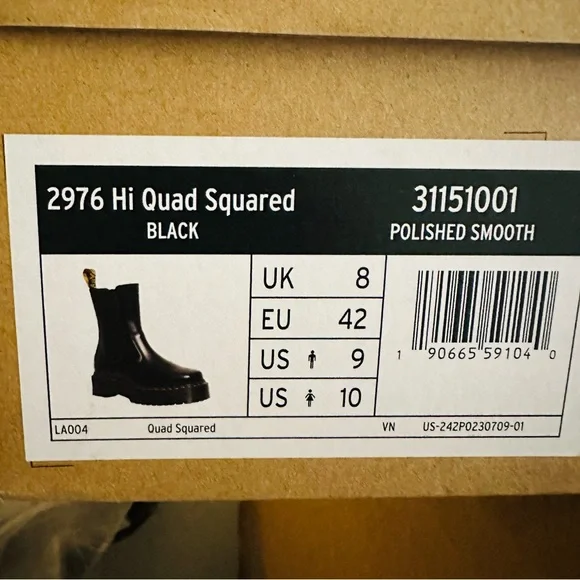 2976 Hi Quad Squared
BLACK
31151001
POLISHED SMOOTH
UK 8
EU 42
US 9
US 10
1 90665 59104 0
LA004 Quad Squared VN US-242P0230709-01